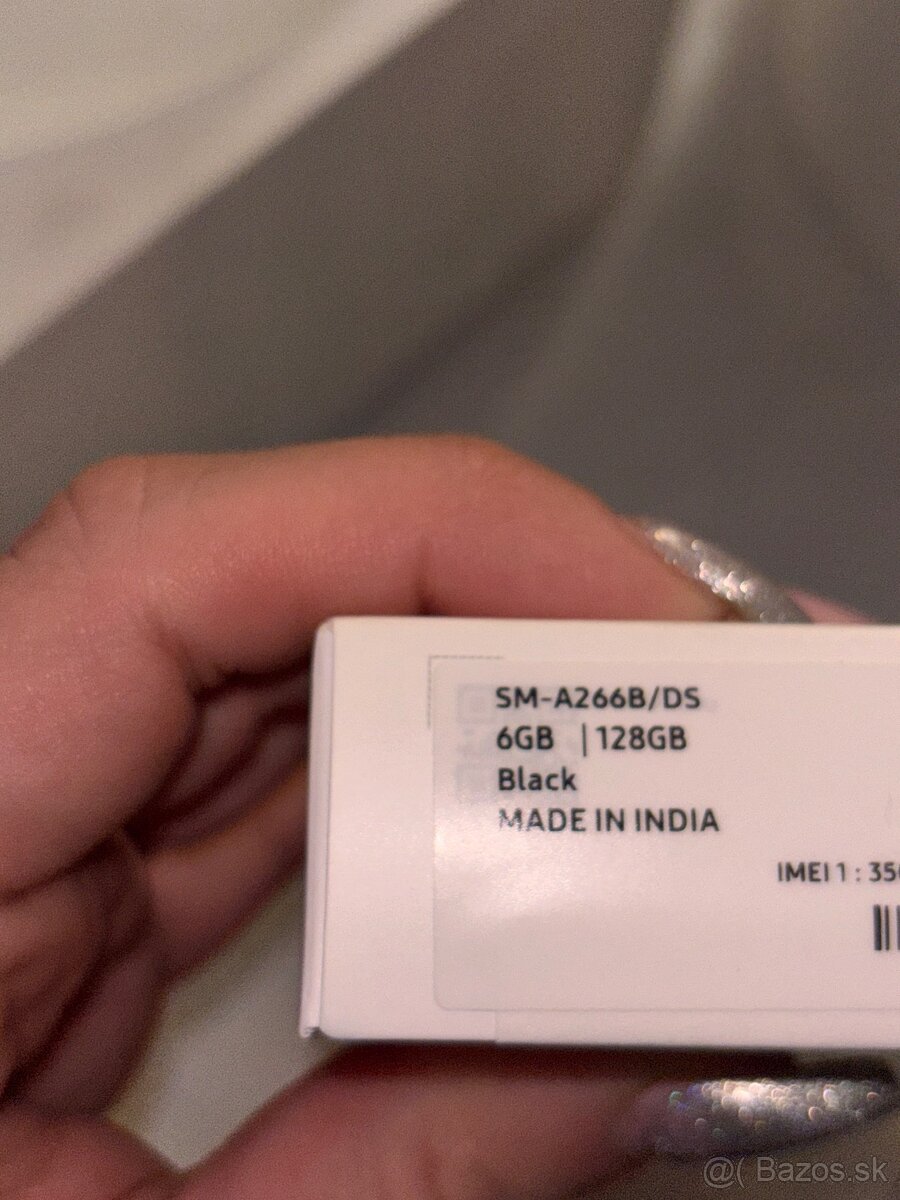 SM-A266B/DS
6GB | 128GB
Black
MADE IN INDIA
IMEI 1 : 35
@( Bazos.sk